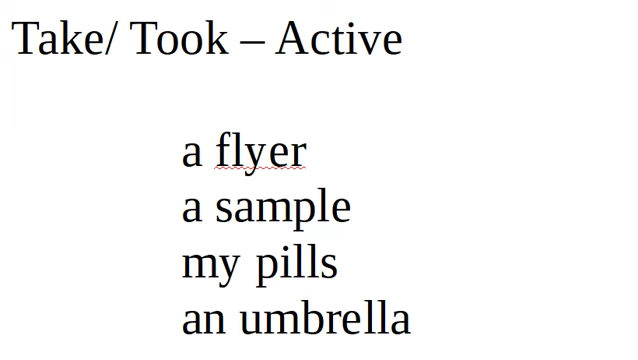 Take/ Took – Active
a flyer
a sample
my pills
an umbrella